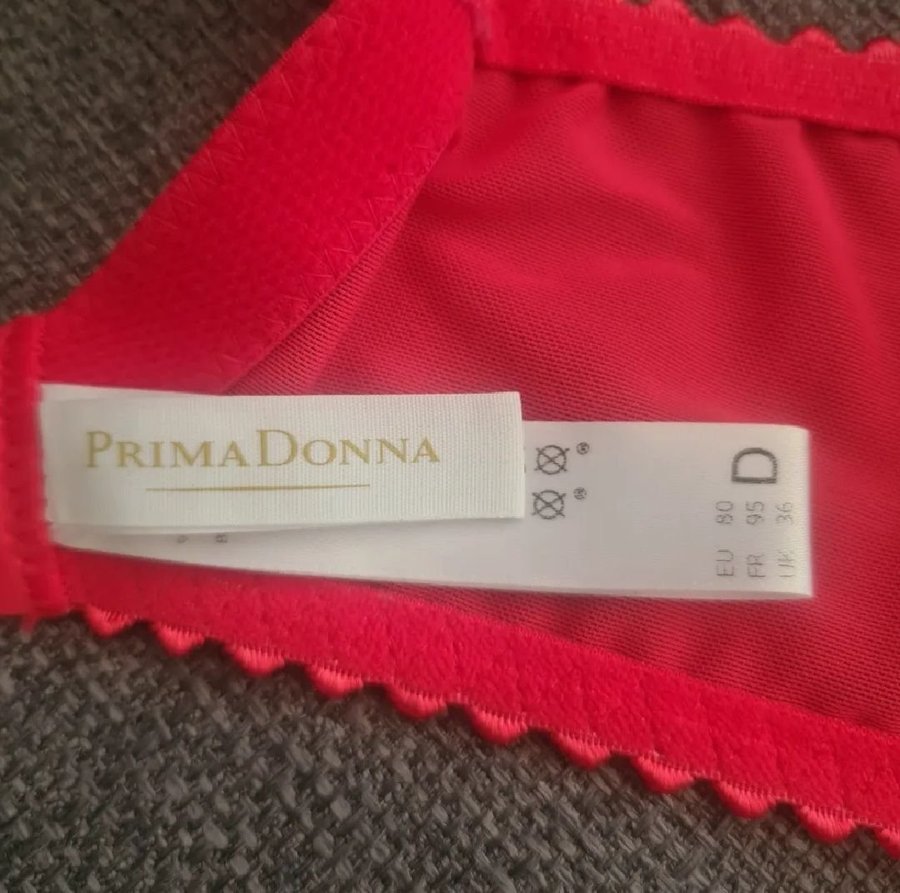 PRIMADONNA
D
EU 80
FR 95
UK 36